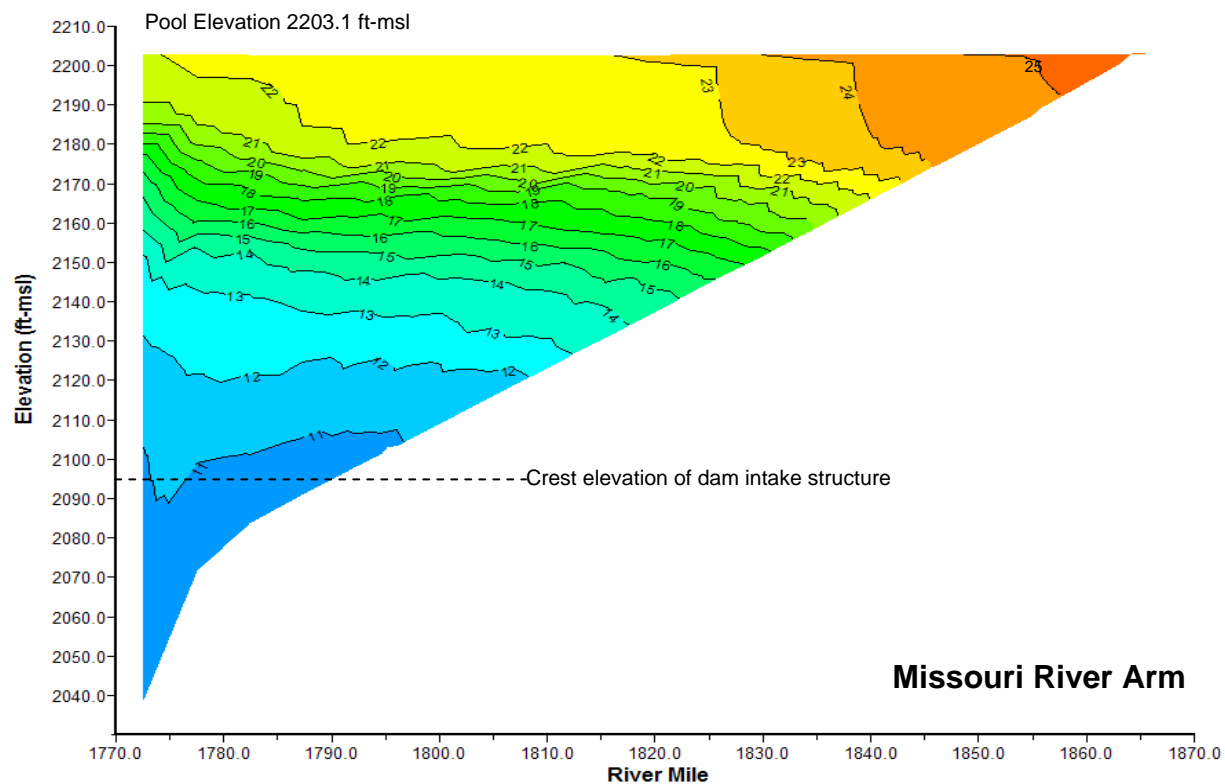 Pool Elevation 2203.1 ft-msl
2210.0
2200.0
2190.0
2180.0
2170.0
2160.0
2150.0
2140.0
2130.0
2120.0
2110.0
2100.0
2090.0
2080.0
2070.0
2060.0
2050.0
2040.0
Elevation (ft-msl)
22 23 24 25
21 22 22 22 23
20 21 21 21 22
19 20 20 20 21
18 19 19 19
17 18 18 18
16 17 17 17
15 16 16 16
14 15 15 15
13 14 14 14
13 13
12 12 12
11 11
Crest elevation of dam intake structure
Missouri River Arm
1770.0 1780.0 1790.0 1800.0 1810.0 1820.0 1830.0 1840.0 1850.0 1860.0 1870.0
River Mile